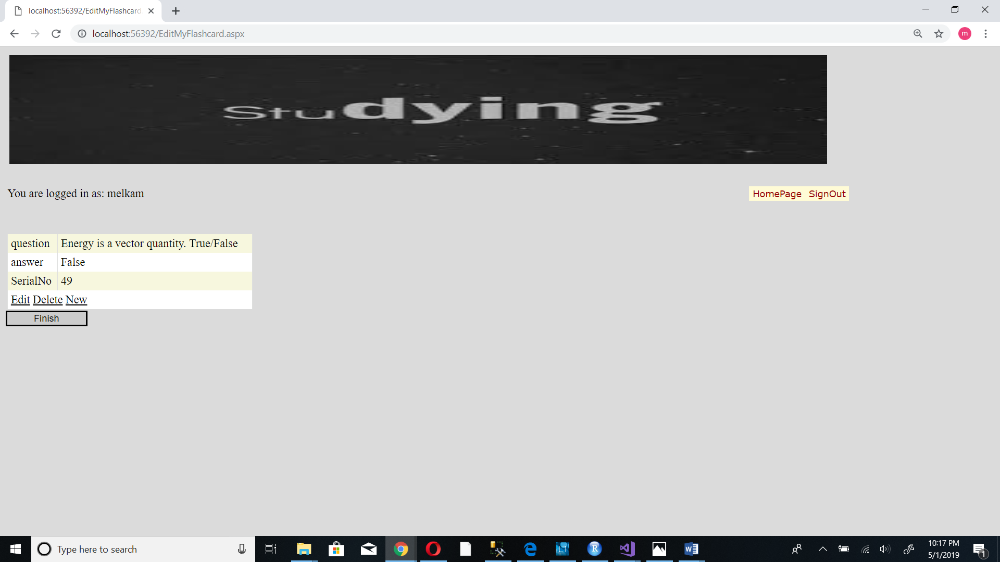 localhost:56392/EditMyFlashcard
localhost:56392/EditMyFlashcard.aspx
m
Studying
You are logged in as: melkam
HomePage SignOut
question Energy is a vector quantity. True/False
answer False
SerialNo 49
Edit Delete New
Finish
Type here to search
10:17 PM
5/1/2019
1